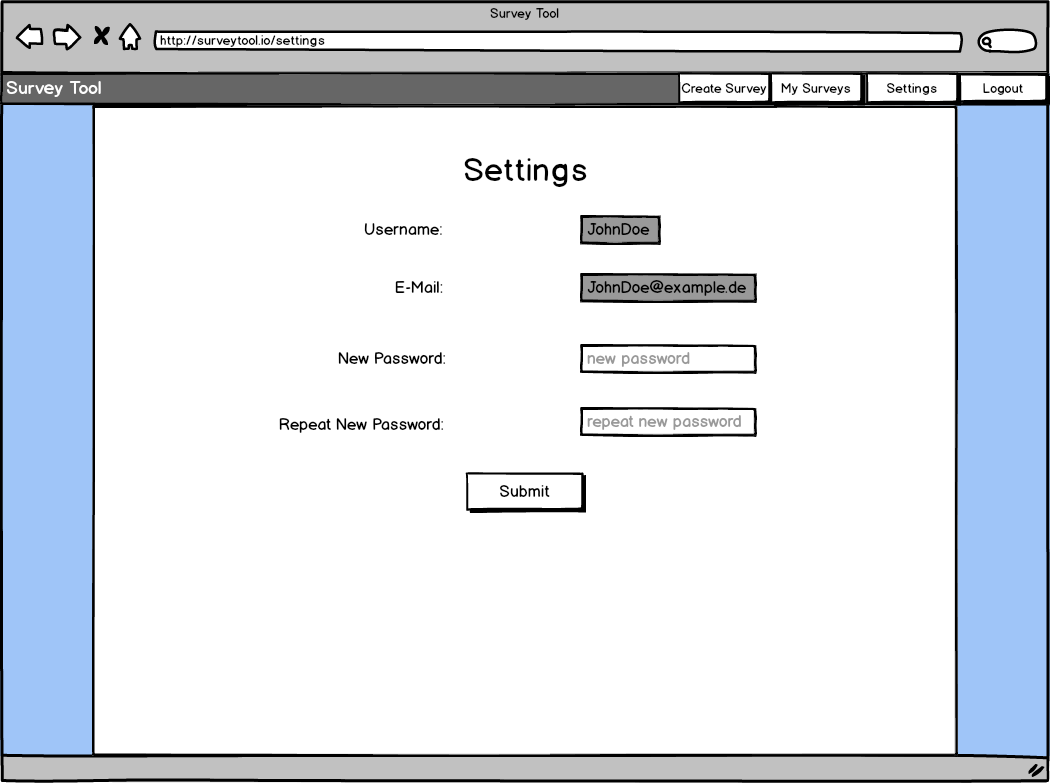 Survey Tool
http://surveytool.io/settings
Survey Tool
Create Survey
My Surveys
Settings
Logout
Settings
Username: JohnDoe
E-Mail: JohnDoe@example.de
New Password: new password
Repeat New Password: repeat new password
Submit